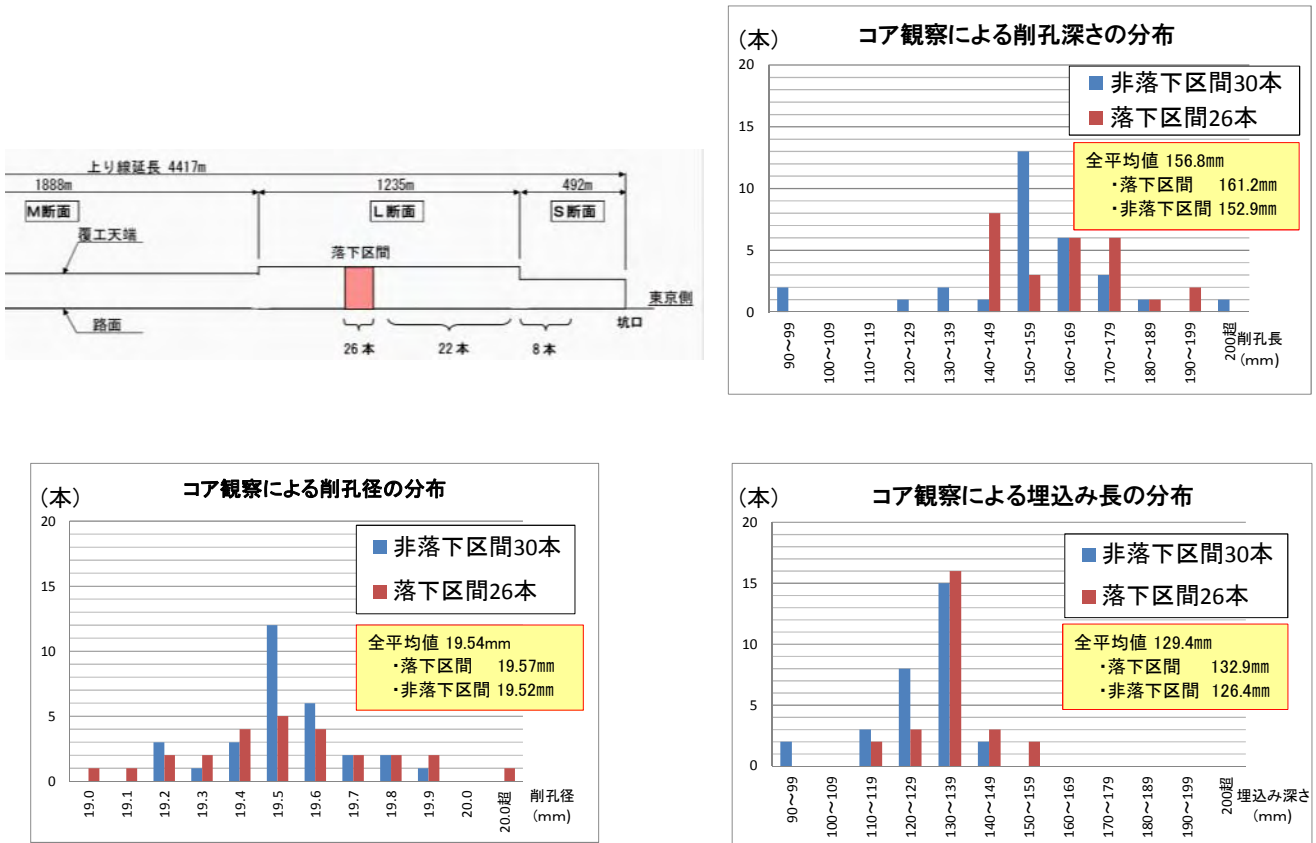 上り線延長 4417m
1888m
1235m
492m
M断面
L断面
S断面
覆工天端
落下区間
東京側
路面
坑口
26本
22本
8本
コア観察による削孔深さの分布
(本)
非落下区間30本
落下区間26本
全平均値 156.8mm
・落下区間 161.2mm
・非落下区間 152.9mm
20
15
10
5
0
90～99
100～109
110～119
120～129
130～139
140～149
150～159
160～169
170～179
180～189
190～199
200超
削孔長
(mm)
コア観察による削孔径の分布
(本)
非落下区間30本
落下区間26本
全平均値 19.54mm
・落下区間 19.57mm
・非落下区間 19.52mm
20
15
10
5
0
19.0
19.1
19.2
19.3
19.4
19.5
19.6
19.7
19.8
19.9
20.0
20.0超
削孔径
(mm)
コア観察による埋込み長の分布
(本)
非落下区間30本
落下区間26本
全平均値 129.4mm
・落下区間 132.9mm
・非落下区間 126.4mm
20
15
10
5
0
90～99
100～109
110～119
120～129
130～139
140～149
150～159
160～169
170～179
180～189
190～199
200超
埋込み深さ
(mm)